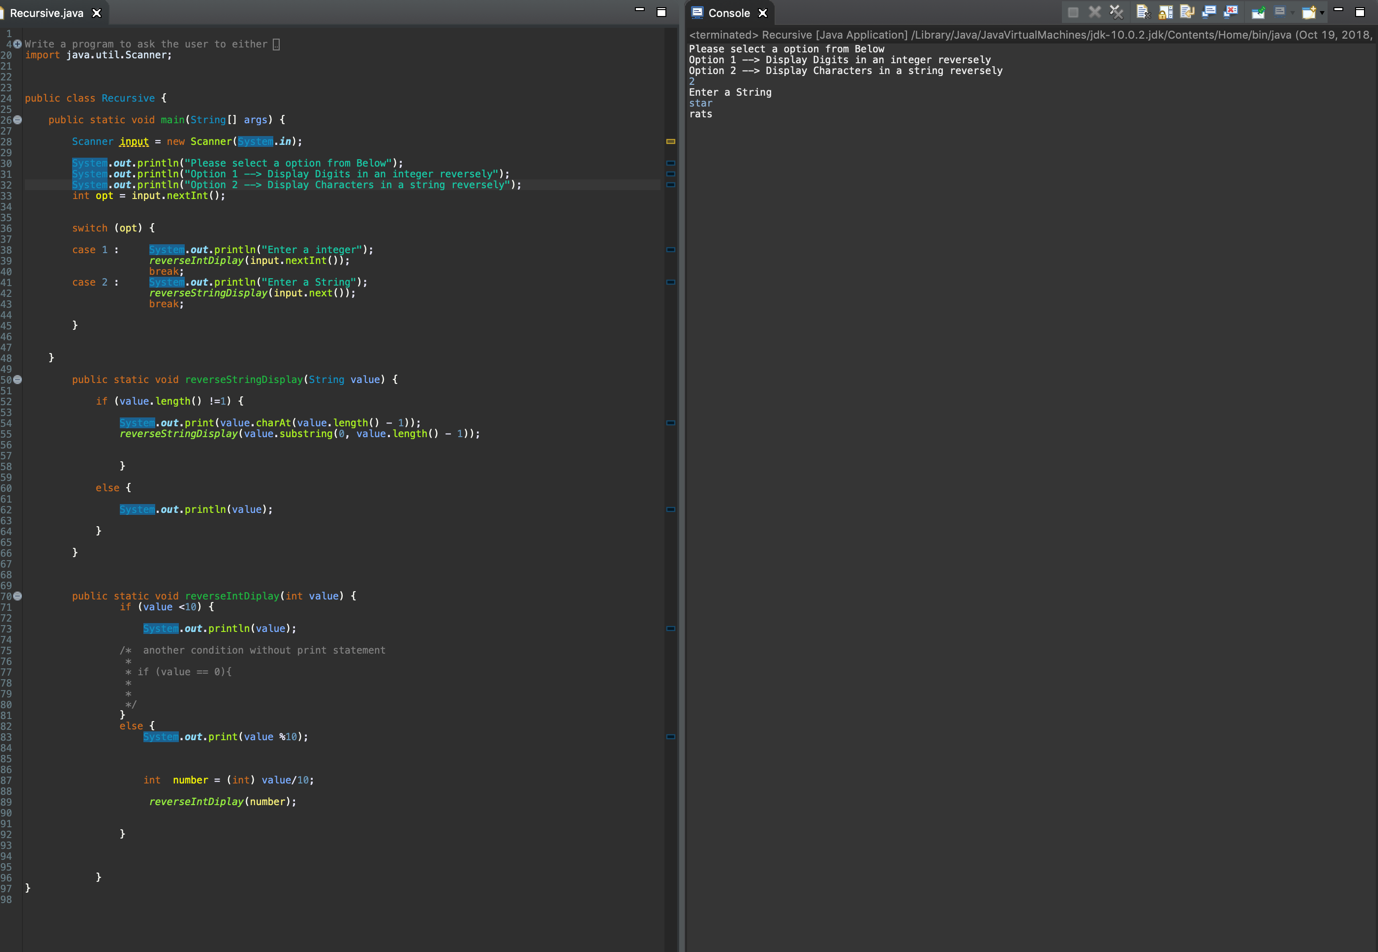 Recursive.java
1
4 Write a program to ask the user to either
20 import java.util.Scanner;
21
22
23
24 public class Recursive {
25
26 public static void main(String[] args) {
27
28 Scanner input = new Scanner(System.in);
29
30 System.out.println("Please select a option from Below");
31 System.out.println("Option 1 --> Display Digits in an integer reversely");
32 System.out.println("Option 2 --> Display Characters in a string reversely");
33 int opt = input.nextInt();
34
35
36 switch (opt) {
37
38 case 1 : System.out.println("Enter a integer");
39 reverseIntDiplay(input.nextInt());
40 break;
41 case 2 : System.out.println("Enter a String");
42 reverseStringDisplay(input.next());
43 break;
44
45 }
46
47
48 }
49
50 public static void reverseStringDisplay(String value) {
51
52 if (value.length() !=1) {
53
54 System.out.print(value.charAt(value.length() - 1));
55 reverseStringDisplay(value.substring(0, value.length() - 1));
56
57
58 }
59
60 else {
61
62 System.out.println(value);
63
64 }
65
66 }
67
68
69
70 public static void reverseIntDiplay(int value) {
71 if (value <10) {
72
73 System.out.println(value);
74
75 /* another condition without print statement
76 *
77 * if (value == 0){
78 *
79 *
80 */
81 }
82 else {
83 System.out.print(value %10);
84
85
86
87 int number = (int) value/10;
88
89 reverseIntDiplay(number);
90
91
92 }
93
94
95
96 }
97 }
98
Console
<terminated> Recursive [Java Application] /Library/Java/JavaVirtualMachines/jdk-10.0.2.jdk/Contents/Home/bin/java (Oct 19, 2018,
Please select a option from Below
Option 1 --> Display Digits in an integer reversely
Option 2 --> Display Characters in a string reversely
2
Enter a String
star
rats